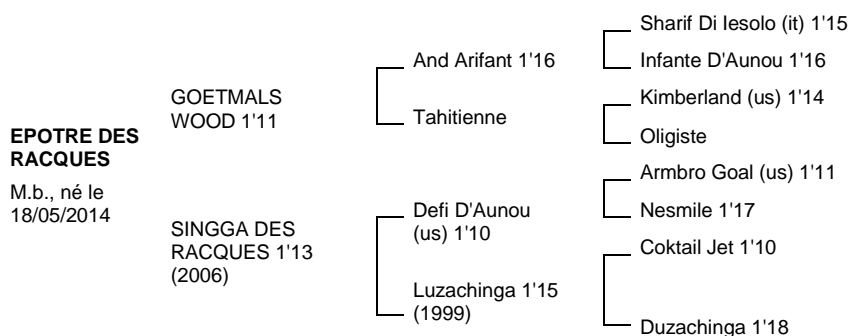 EPOTRE DES
RACQUES
M.b., né le
18/05/2014
GOETMALS
WOOD 1'11
SINGGA DES
RACQUES 1'13
(2006)
And Arifant 1'16
Tahitienne
Defi D'Aunou
(us) 1'10
Luzachinga 1'15
(1999)
Sharif Di Iesolo (it) 1'15
Infante D'Aunou 1'16
Kimberland (us) 1'14
Oligiste
Armbro Goal (us) 1'11
Nesmile 1'17
Coktail Jet 1'10
Duzachinga 1'18